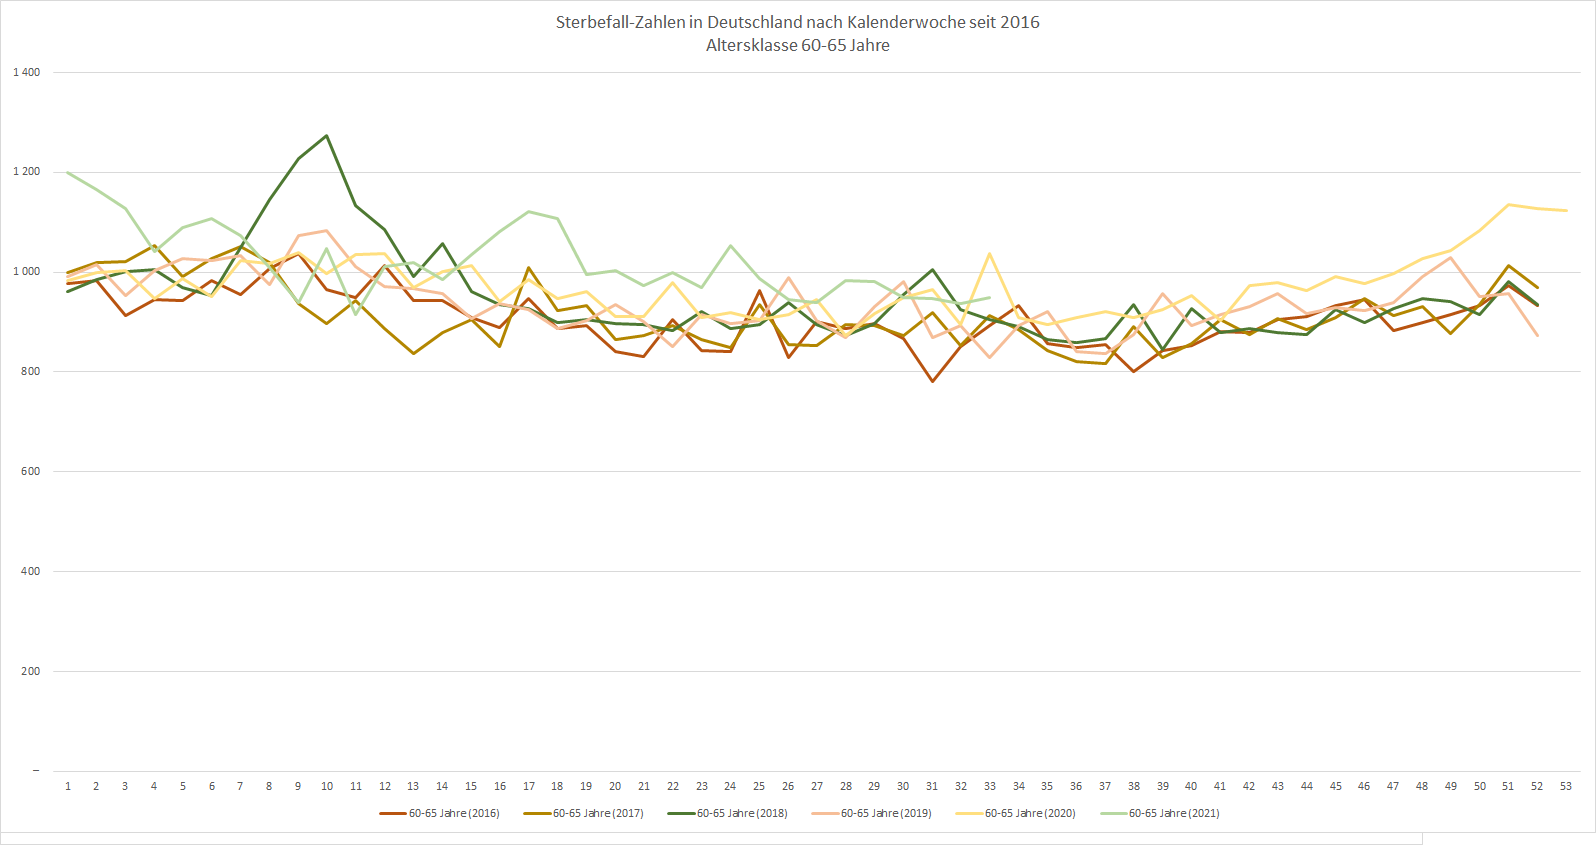 Sterbefall-Zahlen in Deutschland nach Kalenderwoche seit 2016
Altersklasse 60-65 Jahre
1 400
1 200
1 000
800
600
400
200
–
1 2 3 4 5 6 7 8 9 10 11 12 13 14 15 16 17 18 19 20 21 22 23 24 25 26 27 28 29 30 31 32 33 34 35 36 37 38 39 40 41 42 43 44 45 46 47 48 49 50 51 52 53
60-65 Jahre (2016) 60-65 Jahre (2017) 60-65 Jahre (2018) 60-65 Jahre (2019) 60-65 Jahre (2020) 60-65 Jahre (2021)